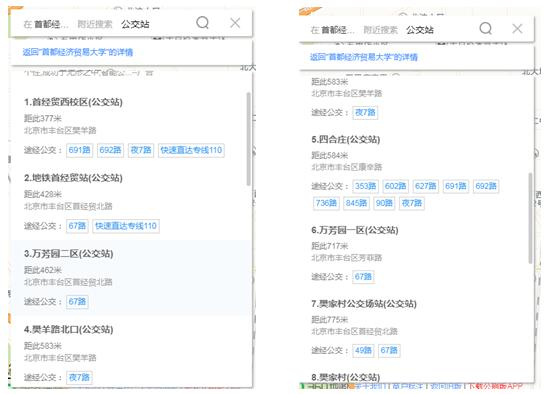 在 首都经… 附近搜索 公交站
返回"首都经济贸易大学"的详情
1.首经贸西校区(公交站)
距此377米
北京市丰台区樊羊路
途经公交： 691路 692路 夜7路 快速直达专线110
2.地铁首经贸站(公交站)
距此428米
北京市丰台区首经贸北路
途经公交： 67路 快速直达专线110
3.万芳园二区(公交站)
距此462米
北京市丰台区首经贸北路
途经公交： 67路
4.樊羊路北口(公交站)
距此583米
北京市丰台区樊羊路
途经公交： 夜7路
在 首都经… 附近搜索 公交站
返回"首都经济贸易大学"的详情
距此583米
北京市丰台区樊羊路
途经公交： 夜7路
5.四合庄(公交站)
距此584米
北京市丰台区康辛路
途经公交： 353路 602路 627路 691路 692路
736路 845路 90路 夜7路
6.万芳园一区(公交站)
距此717米
北京市丰台区芳菲路
途经公交： 67路
7.樊家村公交场站(公交站)
距此775米
北京市丰台区首经贸北路
途经公交： 49路 67路
8.樊家村(公交站)